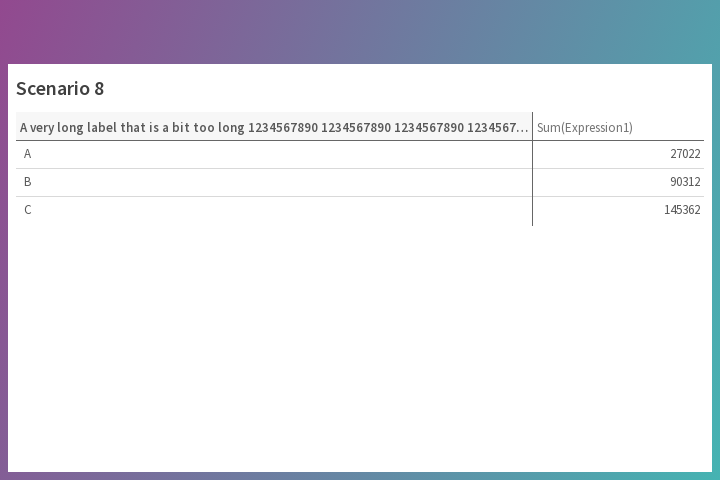 Scenario 8
A very long label that is a bit too long 1234567890 1234567890 1234567890 1234567… Sum(Expression1)
A 27022
B 90312
C 145362